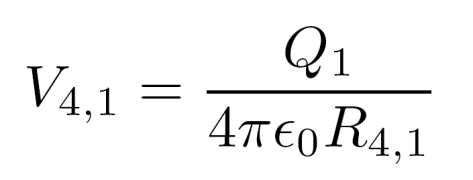 V_{4,1} = \frac{Q_1}{4\pi\epsilon_0 R_{4,1}}